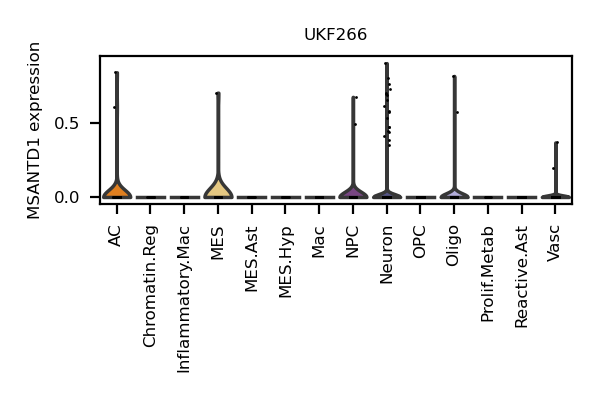 UKF266
MSANTD1 expression
0.5
0.0
AC
Chromatin.Reg
Inflammatory.Mac
MES
MES.Ast
MES.Hyp
Mac
NPC
Neuron
OPC
Oligo
Prolif.Metab
Reactive.Ast
Vasc